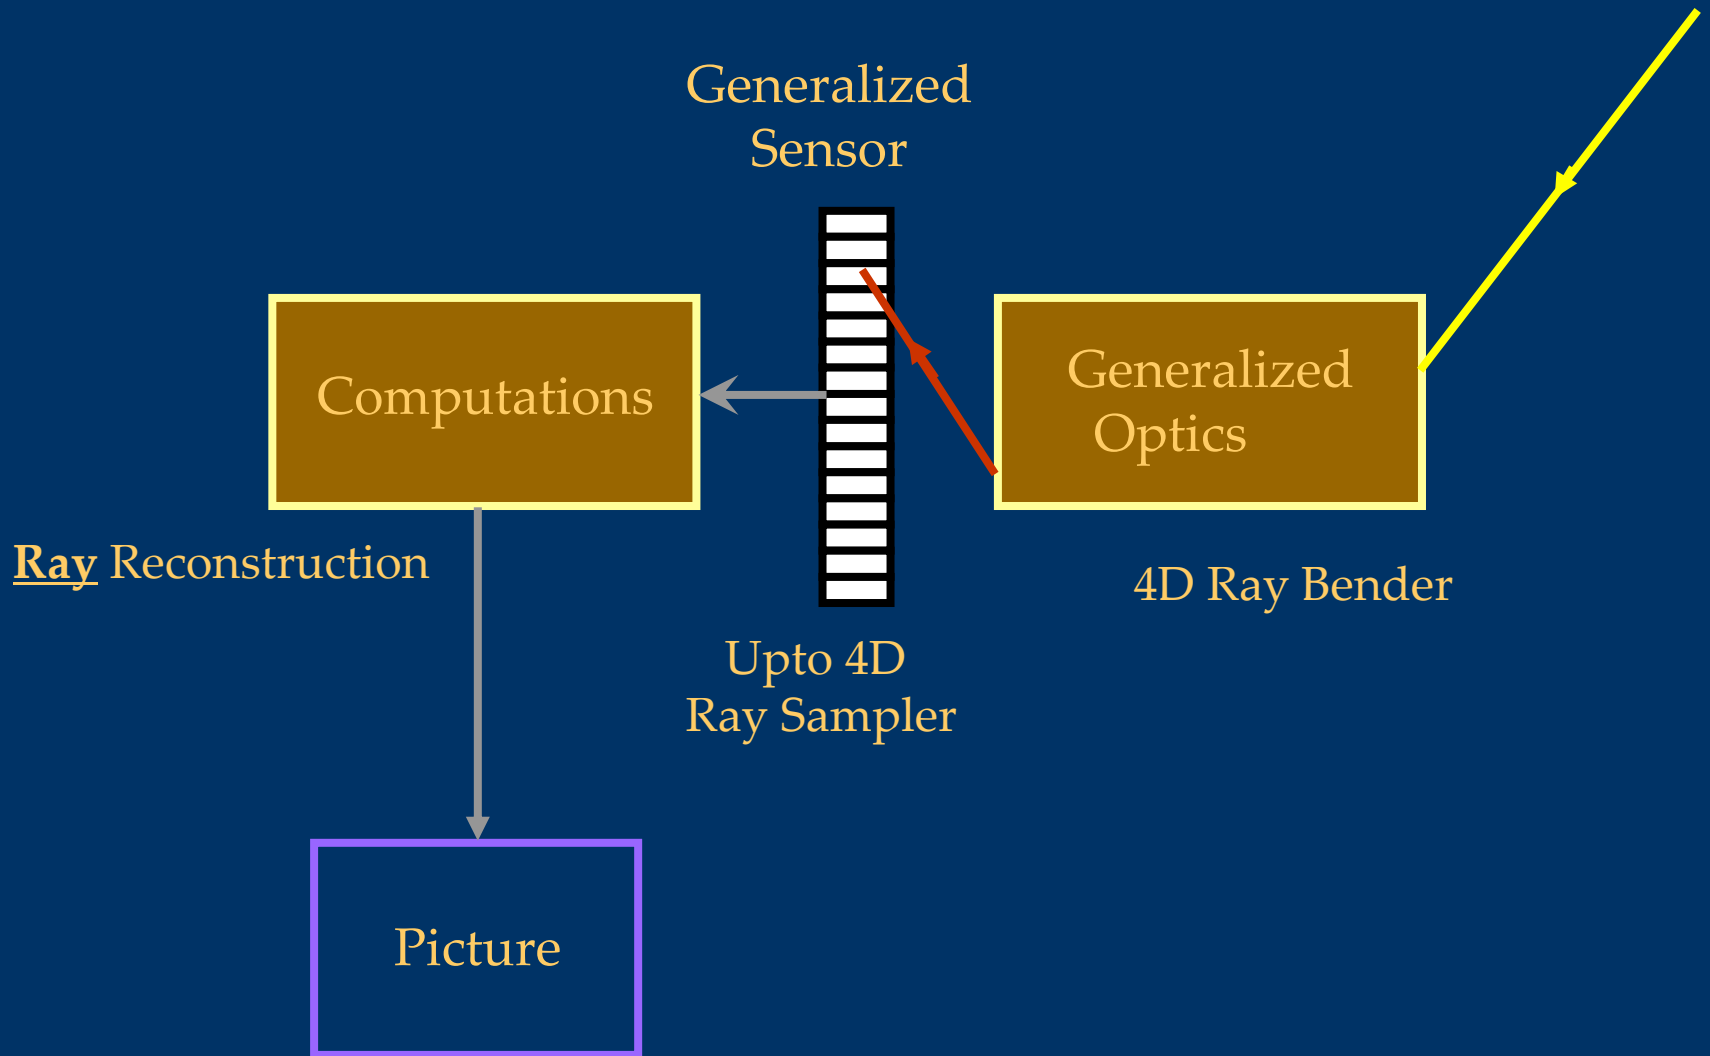 Generalized
Sensor
Computations
Generalized
Optics
Ray Reconstruction
4D Ray Bender
Upto 4D
Ray Sampler
Picture